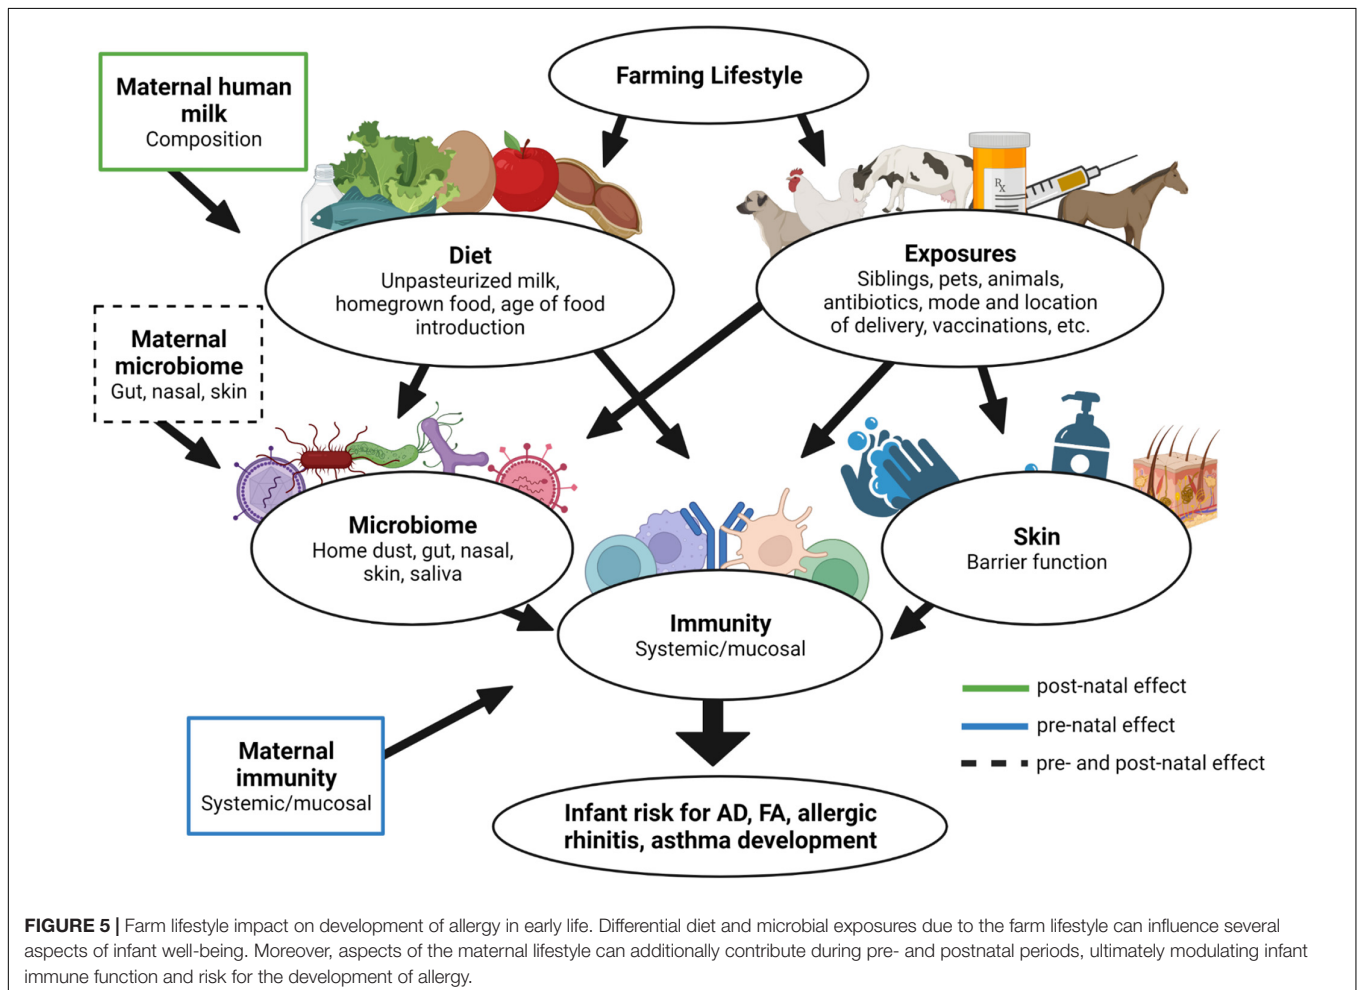 Farming Lifestyle
Maternal human
milk
Composition
Rx
Diet
Unpasteurized milk,
homegrown food, age of food
introduction
Exposures
Siblings, pets, animals,
antibiotics, mode and location
of delivery, vaccinations, etc.
Maternal
microbiome
Gut, nasal, skin
Microbiome
Home dust, gut, nasal,
skin, saliva
Skin
Barrier function
Immunity
Systemic/mucosal
post-natal effect
pre-natal effect
pre- and post-natal effect
Maternal
immunity
Systemic/mucosal
Infant risk for AD, FA, allergic
rhinitis, asthma development
FIGURE 5 | Farm lifestyle impact on development of allergy in early life. Differential diet and microbial exposures due to the farm lifestyle can influence several
aspects of infant well-being. Moreover, aspects of the maternal lifestyle can additionally contribute during pre- and postnatal periods, ultimately modulating infant
immune function and risk for the development of allergy.